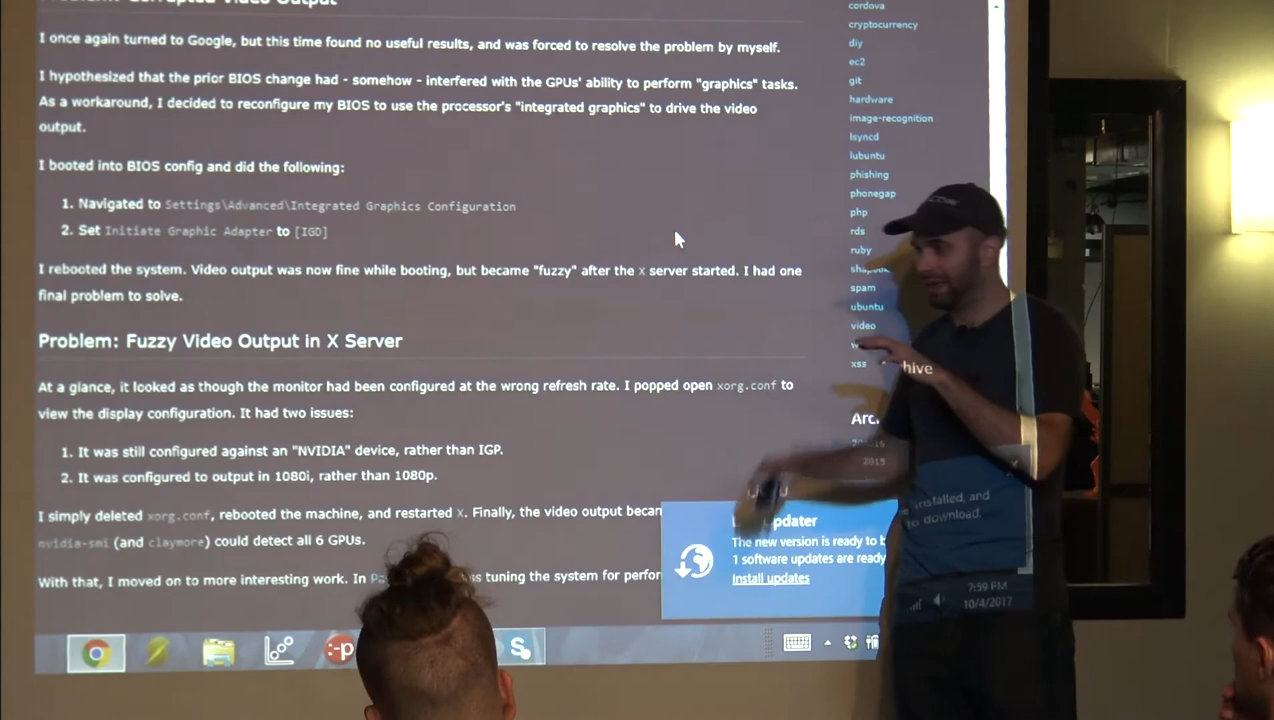 Problem: Corrupted Video Output
I once again turned to Google, but this time found no useful results, and was forced to resolve the problem by myself.
I hypothesized that the prior BIOS change had - somehow - interfered with the GPUs' ability to perform "graphics" tasks.
As a workaround, I decided to reconfigure my BIOS to use the processor's "integrated graphics" to drive the video
output.
I booted into BIOS config and did the following:
1. Navigated to Settings\Advanced\Integrated Graphics Configuration
2. Set Initiate Graphic Adapter to [IGD]
I rebooted the system. Video output was now fine while booting, but became "fuzzy" after the X server started. I had one
final problem to solve.
Problem: Fuzzy Video Output in X Server
At a glance, it looked as though the monitor had been configured at the wrong refresh rate. I popped open xorg.conf to
view the display configuration. It had two issues:
1. It was still configured against an "NVIDIA" device, rather than IGP.
2. It was configured to output in 1080i, rather than 1080p.
I simply deleted xorg.conf, rebooted the machine, and restarted X. Finally, the video output becam
nvidia-smi (and claymore) could detect all 6 GPUs.
With that, I moved on to more interesting work. In Pa ss tuning the system for perfor
cordova
cryptocurrency
diy
ec2
git
hardware
image-recognition
lsyncd
lubuntu
phishing
phonegap
php
rds
ruby
spam
ubuntu
video
w
xss
hive
Arc
2015
pdater
The new version is ready to b installed, and
1 software updates are ready to download.
Install updates
:-p
S
7:59 PM
10/4/2017